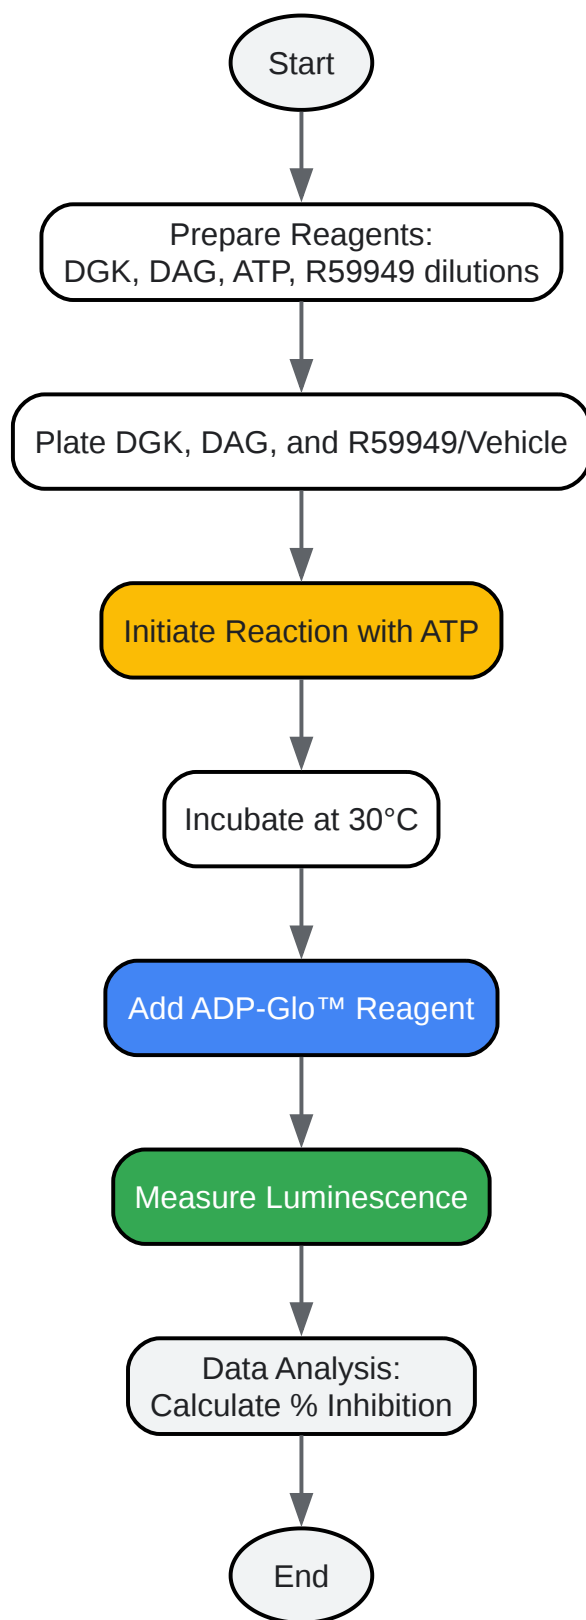 Start
Prepare Reagents:
DGK, DAG, ATP, R59949 dilutions
Plate DGK, DAG, and R59949/Vehicle
Initiate Reaction with ATP
Incubate at 30°C
Add ADP-Glo™ Reagent
Measure Luminescence
Data Analysis:
Calculate % Inhibition
End